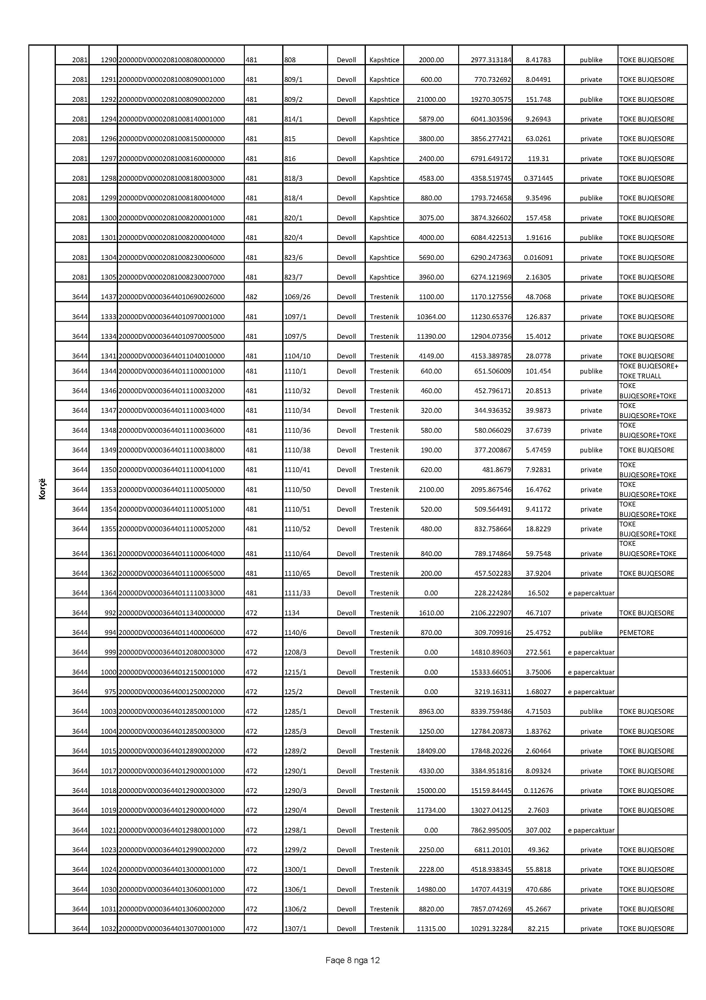 Korçë
2081 1290 20000DV00002081008080000000 481 808 Devoll Kapshtice 2000.00 2977.313184 8.41783 publike TOKE BUJQESORE
2081 1291 20000DV00002081008090001000 481 809/1 Devoll Kapshtice 600.00 770.732692 8.04491 private TOKE BUJQESORE
2081 1292 20000DV00002081008090002000 481 809/2 Devoll Kapshtice 21000.00 19270.30575 151.748 publike TOKE BUJQESORE
2081 1294 20000DV00002081008140001000 481 814/1 Devoll Kapshtice 5879.00 6041.303596 9.26943 private TOKE BUJQESORE
2081 1296 20000DV00002081008150000000 481 815 Devoll Kapshtice 3800.00 3856.277421 63.0261 private TOKE BUJQESORE
2081 1297 20000DV00002081008160000000 481 816 Devoll Kapshtice 2400.00 6791.649172 119.31 private TOKE BUJQESORE
2081 1298 20000DV00002081008180003000 481 818/3 Devoll Kapshtice 4583.00 4358.519745 0.371445 private TOKE BUJQESORE
2081 1299 20000DV00002081008180004000 481 818/4 Devoll Kapshtice 880.00 1793.724658 9.35496 publike TOKE BUJQESORE
2081 1300 20000DV00002081008200001000 481 820/1 Devoll Kapshtice 3075.00 3874.326602 157.458 private TOKE BUJQESORE
2081 1301 20000DV00002081008200004000 481 820/4 Devoll Kapshtice 4000.00 6084.422513 1.91616 publike TOKE BUJQESORE
2081 1304 20000DV00002081008230006000 481 823/6 Devoll Kapshtice 5690.00 6290.247363 0.016091 private TOKE BUJQESORE
2081 1305 20000DV00002081008230007000 481 823/7 Devoll Kapshtice 3960.00 6274.121969 2.16305 private TOKE BUJQESORE
3644 1437 20000DV00003644010690026000 482 1069/26 Devoll Trestenik 1100.00 1170.127556 48.7068 private TOKE BUJQESORE
3644 1333 20000DV00003644010970001000 481 1097/1 Devoll Trestenik 10364.00 11230.65376 126.837 private TOKE BUJQESORE
3644 1334 20000DV00003644010970005000 481 1097/5 Devoll Trestenik 11390.00 12904.07356 15.4012 private TOKE BUJQESORE
3644 1341 20000DV00003644011040010000 481 1104/10 Devoll Trestenik 4149.00 4153.389785 28.0778 private TOKE BUJQESORE
3644 1344 20000DV00003644011100001000 481 1110/1 Devoll Trestenik 640.00 651.506009 101.454 publike TOKE BUJQESORE+
TOKE TRUALL
3644 1346 20000DV00003644011100032000 481 1110/32 Devoll Trestenik 460.00 452.796171 20.8513 private TOKE
BUJQESORE+TOKE
3644 1347 20000DV00003644011100034000 481 1110/34 Devoll Trestenik 320.00 344.936352 39.9873 private TOKE
BUJQESORE+TOKE
3644 1348 20000DV00003644011100036000 481 1110/36 Devoll Trestenik 580.00 580.066029 37.6739 private TOKE
BUJQESORE+TOKE
3644 1349 20000DV00003644011100038000 481 1110/38 Devoll Trestenik 190.00 377.200867 5.47459 publike TOKE BUJQESORE
3644 1350 20000DV00003644011100041000 481 1110/41 Devoll Trestenik 620.00 481.8679 7.92831 private TOKE
BUJQESORE+TOKE
3644 1353 20000DV00003644011100050000 481 1110/50 Devoll Trestenik 2100.00 2095.867546 16.4762 private TOKE
BUJQESORE+TOKE
3644 1354 20000DV00003644011100051000 481 1110/51 Devoll Trestenik 520.00 509.564491 9.41172 private TOKE
BUJQESORE+TOKE
3644 1355 20000DV00003644011100052000 481 1110/52 Devoll Trestenik 480.00 832.758664 18.8229 private TOKE
BUJQESORE+TOKE
3644 1361 20000DV00003644011100064000 481 1110/64 Devoll Trestenik 840.00 789.174864 59.7548 private TOKE
BUJQESORE+TOKE
3644 1362 20000DV00003644011100065000 481 1110/65 Devoll Trestenik 200.00 457.502283 37.9204 private TOKE BUJQESORE
3644 1364 20000DV00003644011110033000 481 1111/33 Devoll Trestenik 0.00 228.224284 16.502 e papercaktuar
3644 992 20000DV00003644011340000000 472 1134 Devoll Trestenik 1610.00 2106.222907 46.7107 private TOKE BUJQESORE
3644 994 20000DV00003644011400006000 472 1140/6 Devoll Trestenik 870.00 309.709916 25.4752 publike PEMETORE
3644 999 20000DV00003644012080003000 472 1208/3 Devoll Trestenik 0.00 14810.89603 272.561 e papercaktuar
3644 1000 20000DV00003644012150001000 472 1215/1 Devoll Trestenik 0.00 15333.66051 3.75006 e papercaktuar
3644 975 20000DV00003644001250002000 472 125/2 Devoll Trestenik 0.00 3219.16311 1.68027 e papercaktuar
3644 1003 20000DV00003644012850001000 472 1285/1 Devoll Trestenik 8963.00 8339.759486 4.71503 publike TOKE BUJQESORE
3644 1004 20000DV00003644012850003000 472 1285/3 Devoll Trestenik 1250.00 12784.20873 1.83762 private TOKE BUJQESORE
3644 1015 20000DV00003644012890002000 472 1289/2 Devoll Trestenik 18409.00 17848.20226 2.60464 private TOKE BUJQESORE
3644 1017 20000DV00003644012900001000 472 1290/1 Devoll Trestenik 4330.00 3384.951816 8.09324 private TOKE BUJQESORE
3644 1018 20000DV00003644012900003000 472 1290/3 Devoll Trestenik 15000.00 15159.84445 0.112676 private TOKE BUJQESORE
3644 1019 20000DV00003644012900004000 472 1290/4 Devoll Trestenik 11734.00 13027.04125 2.7603 private TOKE BUJQESORE
3644 1021 20000DV00003644012980001000 472 1298/1 Devoll Trestenik 0.00 7862.995005 307.002 e papercaktuar
3644 1023 20000DV00003644012990002000 472 1299/2 Devoll Trestenik 2250.00 6811.20101 49.362 private TOKE BUJQESORE
3644 1024 20000DV00003644013000001000 472 1300/1 Devoll Trestenik 2228.00 4518.938345 55.8818 private TOKE BUJQESORE
3644 1030 20000DV00003644013060001000 472 1306/1 Devoll Trestenik 14980.00 14707.44319 470.686 private TOKE BUJQESORE
3644 1031 20000DV00003644013060002000 472 1306/2 Devoll Trestenik 8820.00 7857.074269 45.2667 private TOKE BUJQESORE
3644 1032 20000DV00003644013070001000 472 1307/1 Devoll Trestenik 11315.00 10291.32284 82.215 private TOKE BUJQESORE
Faqe 8 nga 12